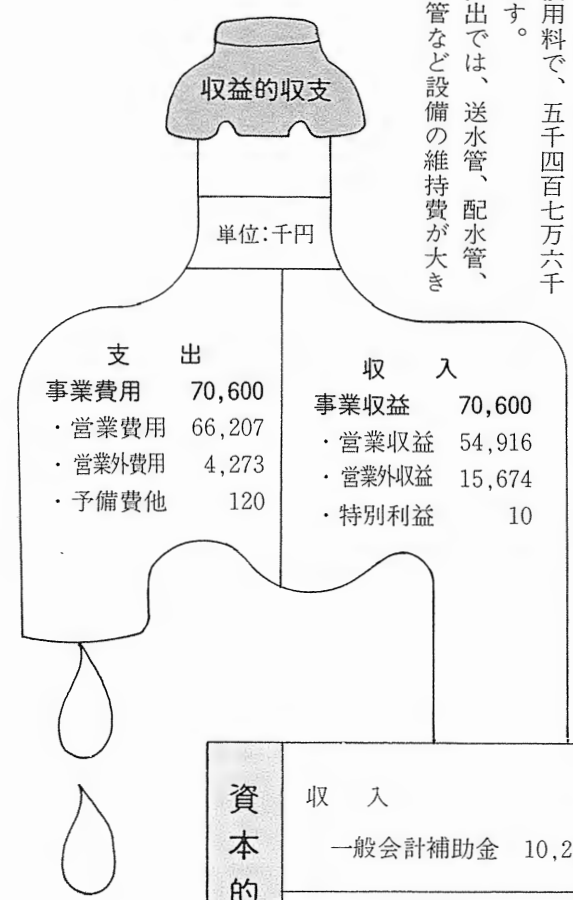 用料で、五千四百七万六千
す。
出では、送水管、配水管、
管など設備の維持費が大き
収益的収支
単位:千円
支 出
事業費用 70,600
・営業費用 66,207
・営業外費用 4,273
・予備費他 120
収 入
事業収益 70,600
・営業収益 54,916
・営業外収益 15,674
・特別利益 10
資本的
収 入
一般会計補助金 10,2